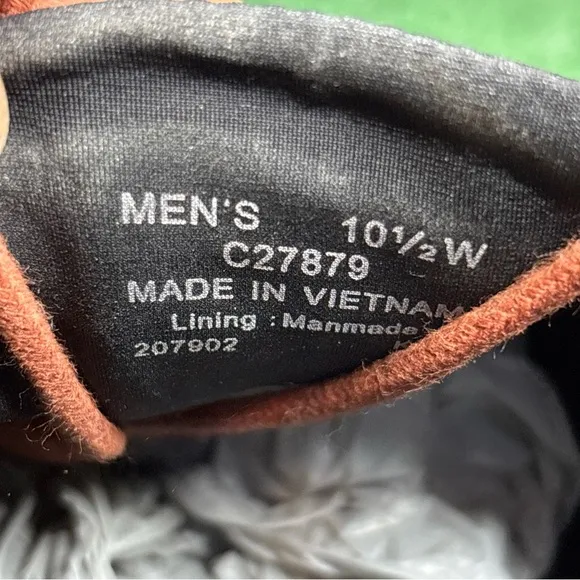 MEN'S 10½W
C27879
MADE IN VIETNAM
Lining : Manmade
207902